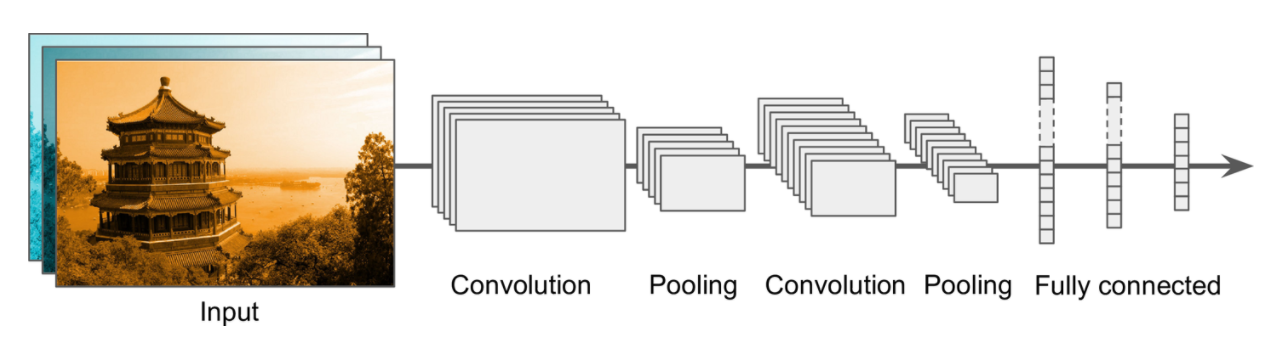 Input
Convolution
Pooling
Convolution
Pooling
Fully connected